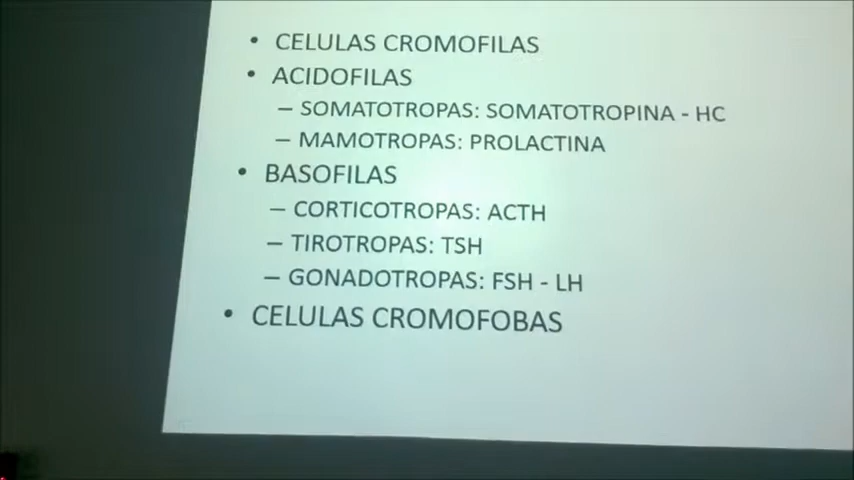 • CELULAS CROMOFILAS
• ACIDOFILAS
– SOMATOTROPAS: SOMATOTROPINA - HC
– MAMOTROPAS: PROLACTINA
• BASOFILAS
– CORTICOTROPAS: ACTH
– TIROTROPAS: TSH
– GONADOTROPAS: FSH - LH
• CELULAS CROMOFOBAS